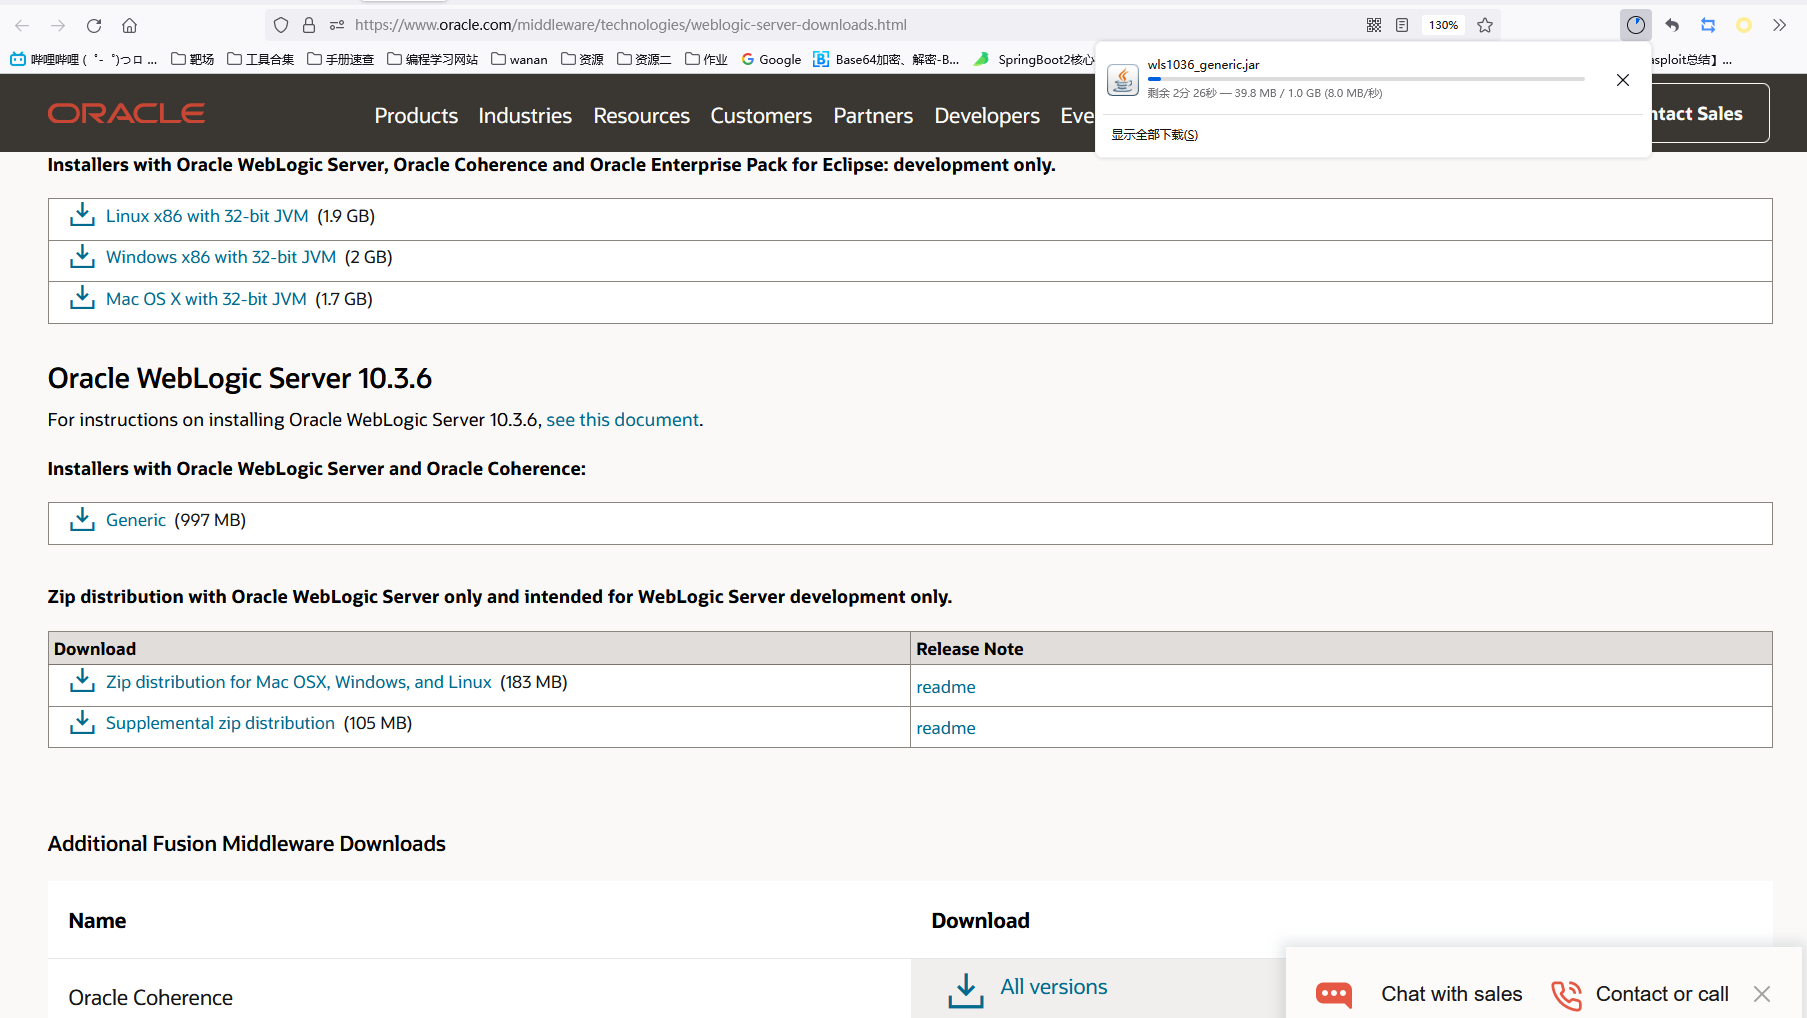 https://www.oracle.com/middleware/technologies/weblogic-server-downloads.html
130%
哔哩哔哩 ( ゜- ゜)つロ ...
靶场
工具合集
手册速查
编程学习网站
wanan
资源
资源二
作业
Google
Base64加密、解密-B...
SpringBoot2核心
asploit总结】...
wls1036_generic.jar
剩余 2分 26秒 — 39.8 MB / 1.0 GB (8.0 MB/秒)
显示全部下载(S)
ORACLE
Products
Industries
Resources
Customers
Partners
Developers
Eve
ntact Sales
Installers with Oracle WebLogic Server, Oracle Coherence and Oracle Enterprise Pack for Eclipse: development only.
Linux x86 with 32-bit JVM (1.9 GB)
Windows x86 with 32-bit JVM (2 GB)
Mac OS X with 32-bit JVM (1.7 GB)
Oracle WebLogic Server 10.3.6
For instructions on installing Oracle WebLogic Server 10.3.6, see this document.
Installers with Oracle WebLogic Server and Oracle Coherence:
Generic (997 MB)
Zip distribution with Oracle WebLogic Server only and intended for WebLogic Server development only.
Download
Release Note
Zip distribution for Mac OSX, Windows, and Linux (183 MB)
readme
Supplemental zip distribution (105 MB)
readme
Additional Fusion Middleware Downloads
Name
Download
Oracle Coherence
All versions
Chat with sales
Contact or call